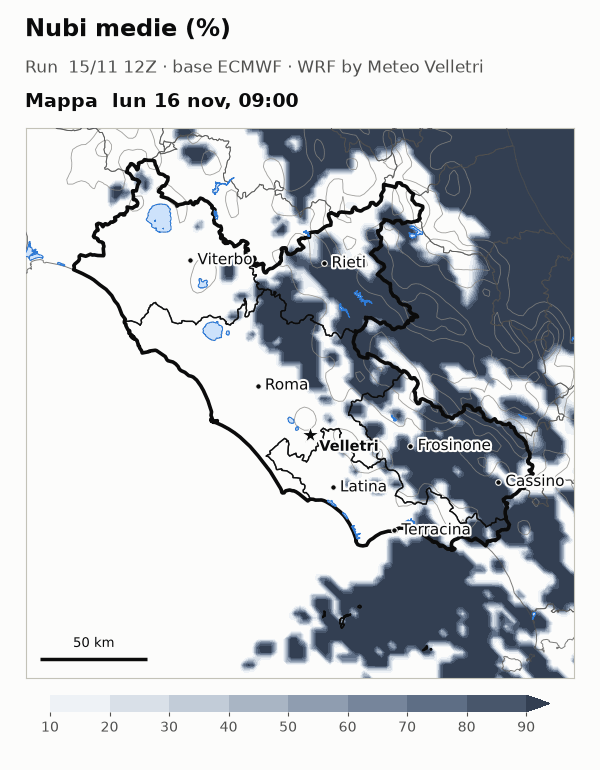 Nubi medie (%)
Run  15/11 12Z · base ECMWF · WRF by Meteo Velletri
Mappa  lun 16 nov, 09:00
Viterbo
Rieti
Roma
Velletri
Frosinone
Latina
Cassino
Terracina
50 km
10 20 30 40 50 60 70 80 90